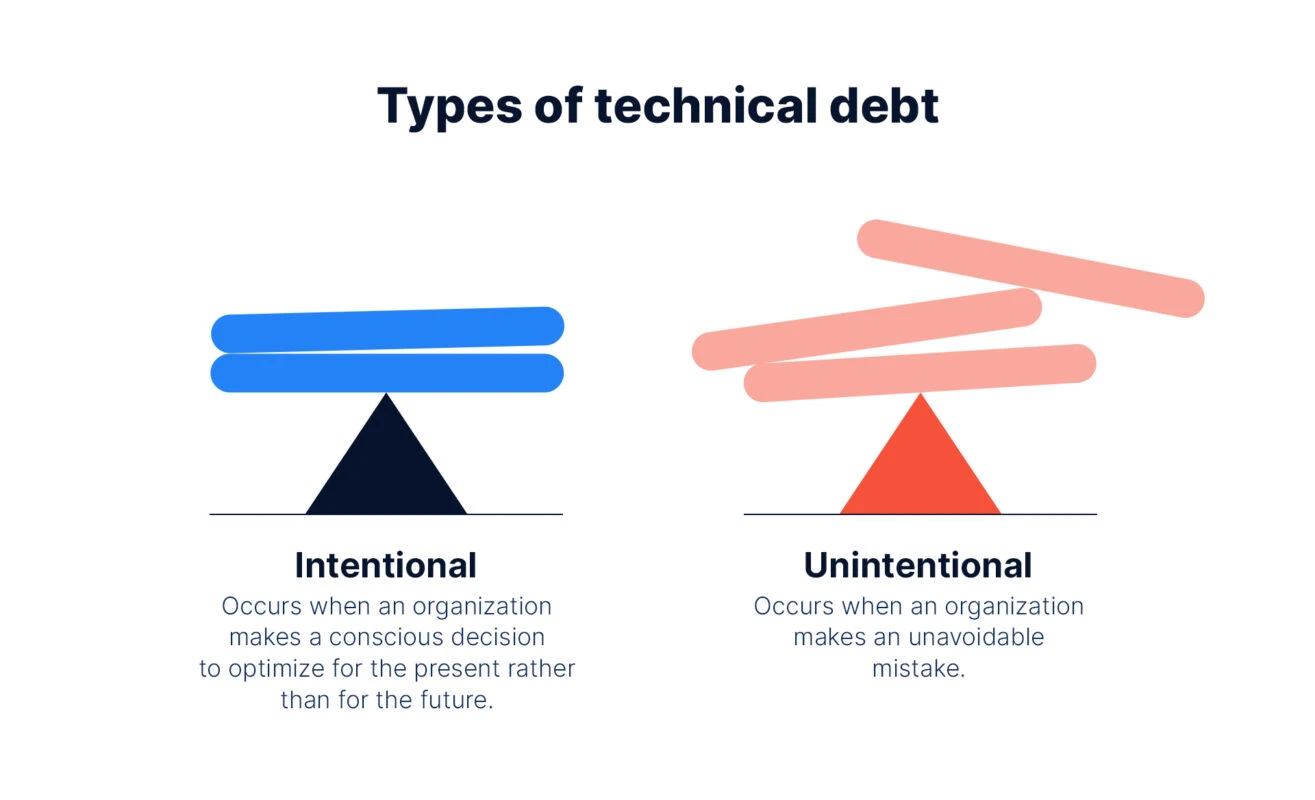 Types of technical debt
Intentional
Occurs when an organization
makes a conscious decision
to optimize for the present rather
than for the future.
Unintentional
Occurs when an organization
makes an unavoidable
mistake.